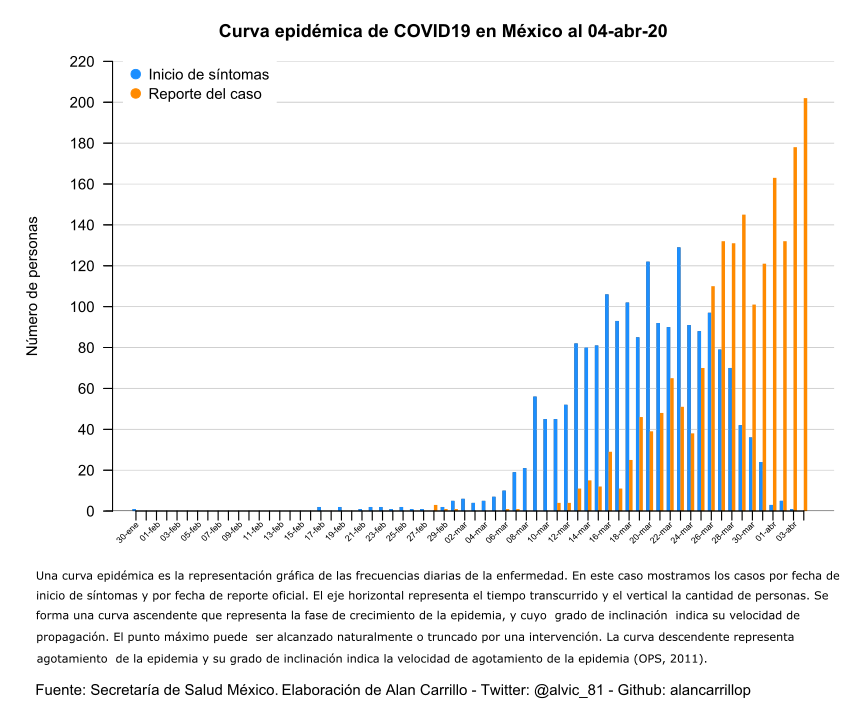 Curva epidémica de COVID19 en México al 04-abr-20
220
200
180
160
140
120
100
80
60
40
20
0
Número de personas
Inicio de síntomas
Reporte del caso
30-ene 01-feb 03-feb 05-feb 07-feb 09-feb 11-feb 13-feb 15-feb 17-feb 19-feb 21-feb 23-feb 25-feb 27-feb 29-feb 02-mar 04-mar 06-mar 08-mar 10-mar 12-mar 14-mar 16-mar 18-mar 20-mar 22-mar 24-mar 26-mar 28-mar 30-mar 01-abr 03-abr
Una curva epidémica es la representación gráfica de las frecuencias diarias de la enfermedad. En este caso mostramos los casos por fecha de
inicio de síntomas y por fecha de reporte oficial. El eje horizontal representa el tiempo transcurrido y el vertical la cantidad de personas. Se
forma una curva ascendente que representa la fase de crecimiento de la epidemia, y cuyo grado de inclinación indica su velocidad de
propagación. El punto máximo puede ser alcanzado naturalmente o truncado por una intervención. La curva descendente representa
agotamiento de la epidemia y su grado de inclinación indica la velocidad de agotamiento de la epidemia (OPS, 2011).
Fuente: Secretaría de Salud México. Elaboración de Alan Carrillo - Twitter: @alvic_81 - Github: alancarrillop